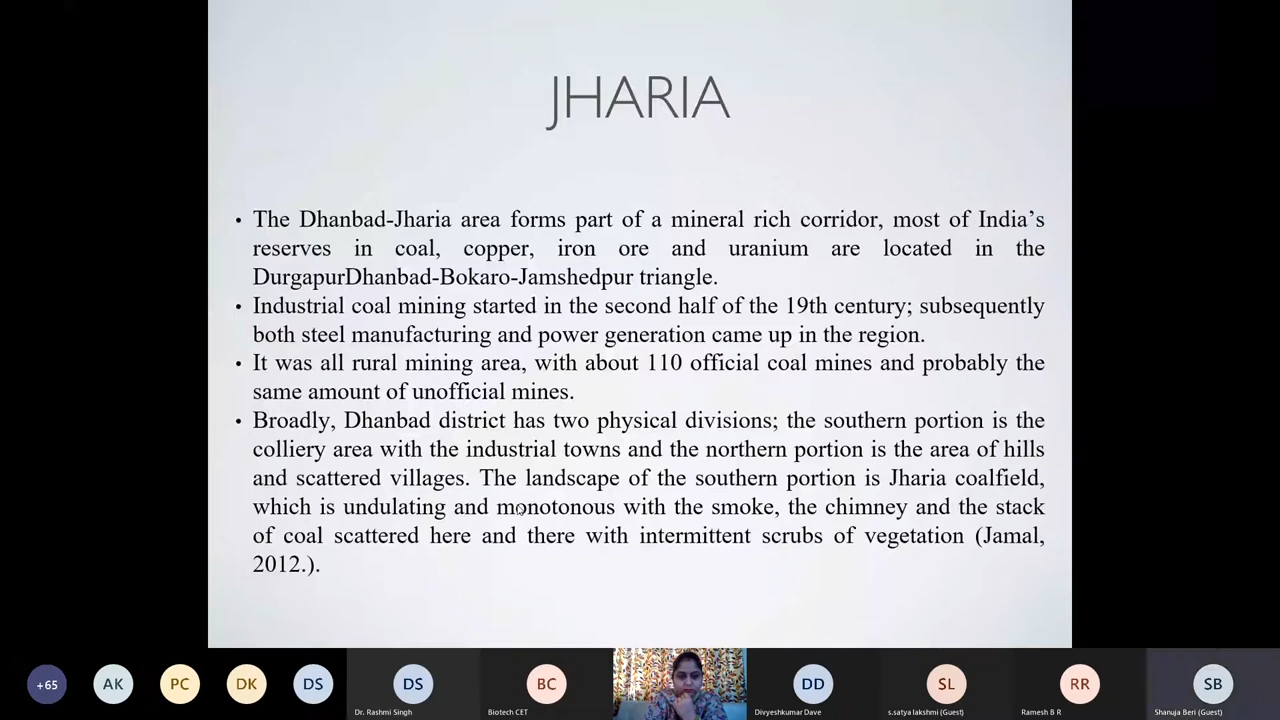 JHARIA
• The Dhanbad-Jharia area forms part of a mineral rich corridor, most of India’s
reserves in coal, copper, iron ore and uranium are located in the
DurgapurDhanbad-Bokaro-Jamshedpur triangle.
• Industrial coal mining started in the second half of the 19th century; subsequently
both steel manufacturing and power generation came up in the region.
• It was all rural mining area, with about 110 official coal mines and probably the
same amount of unofficial mines.
• Broadly, Dhanbad district has two physical divisions; the southern portion is the
colliery area with the industrial towns and the northern portion is the area of hills
and scattered villages. The landscape of the southern portion is Jharia coalfield,
which is undulating and monotonous with the smoke, the chimney and the stack
of coal scattered here and there with intermittent scrubs of vegetation (Jamal,
2012.).
+65 AK PC DK DS DS BC DD SL RR SB
Dr. Rashmi Singh Biotech CET Divyeshkumar Dave s.satya lakshmi (Guest) Ramesh B R Shanuja Beri (Guest)